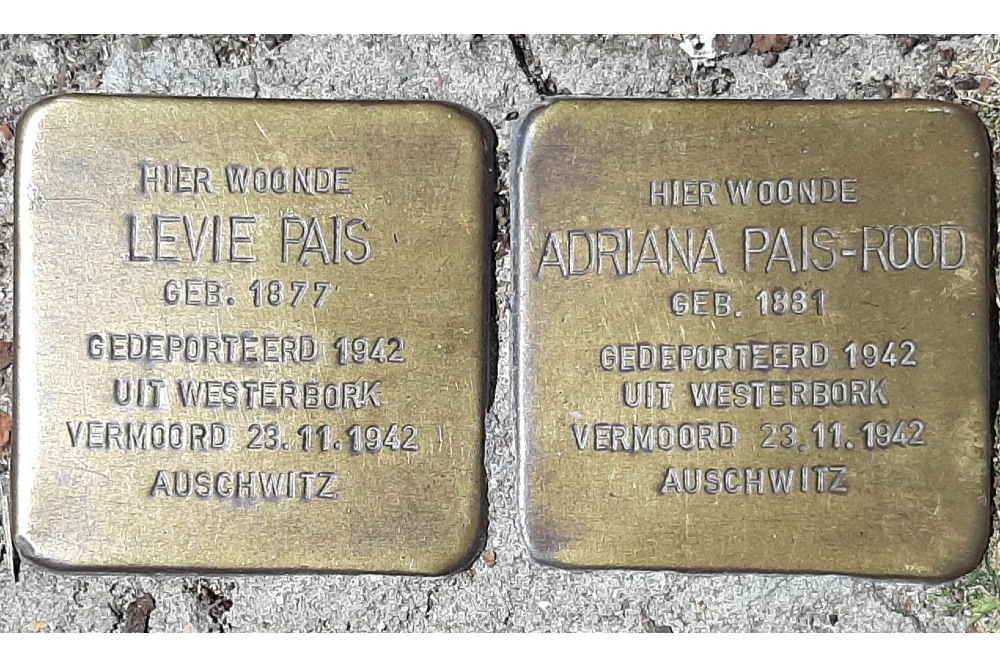 HIER WOONDE
LEVIE PAIS
GEB. 1877
GEDEPORTEERD 1942
UIT WESTERBORK
VERMOORD 23.11.1942
AUSCHWITZ
HIER WOONDE
ADRIANA PAIS-ROOD
GEB. 1881
GEDEPORTEERD 1942
UIT WESTERBORK
VERMOORD 23.11.1942
AUSCHWITZ